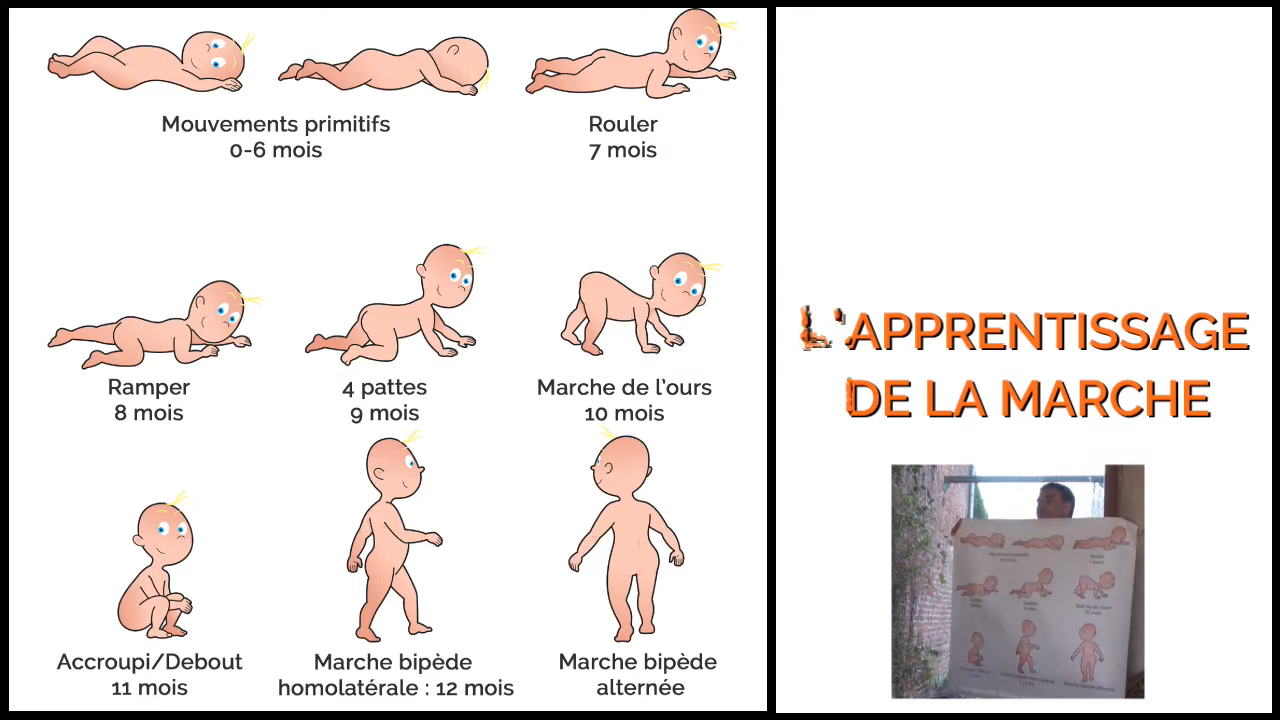 Mouvements primitifs
0-6 mois
Rouler
7 mois
Ramper
8 mois
4 pattes
9 mois
Marche de l'ours
10 mois
Accroupi/Debout
11 mois
Marche bipède
homolatérale : 12 mois
Marche bipède
alternée
L'APPRENTISSAGE
DE LA MARCHE